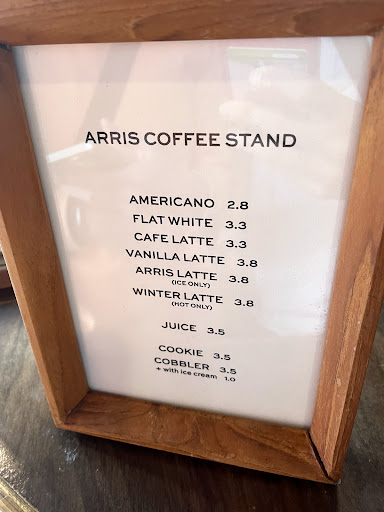 ARRIS COFFEE STAND
AMERICANO 2.8
FLAT WHITE 3.3
CAFE LATTE 3.3
VANILLA LATTE 3.8
ARRIS LATTE 3.8
(ICE ONLY)
WINTER LATTE 3.8
(HOT ONLY)
JUICE 3.5
COOKIE 3.5
COBBLER 3.5
+ with ice cream 1.0